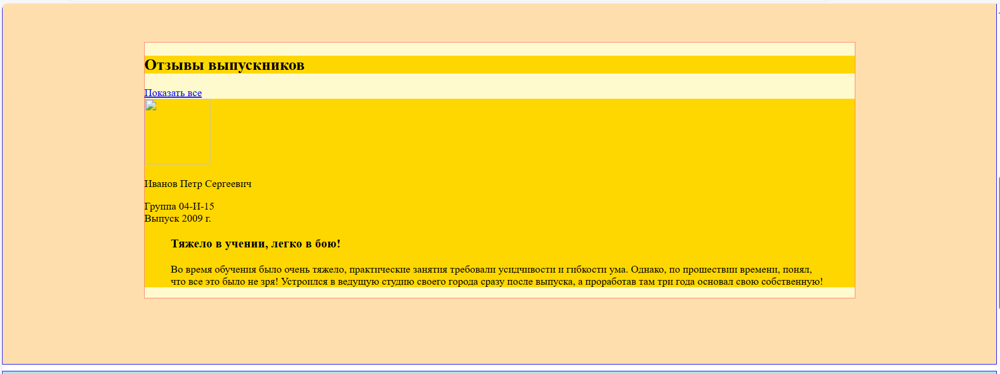 Отзывы выпускников
Показать все
Иванов Петр Сергеевич
Группа 04-И-15
Выпуск 2009 г.
Тяжело в учении, легко в бою!
Во время обучения было очень тяжело, практические занятия требовали усидчивости и гибкости ума. Однако, по прошествии времени, понял,
что все это было не зря! Устроился в ведущую студию своего города сразу после выпуска, а проработав там три года основал свою собственную!